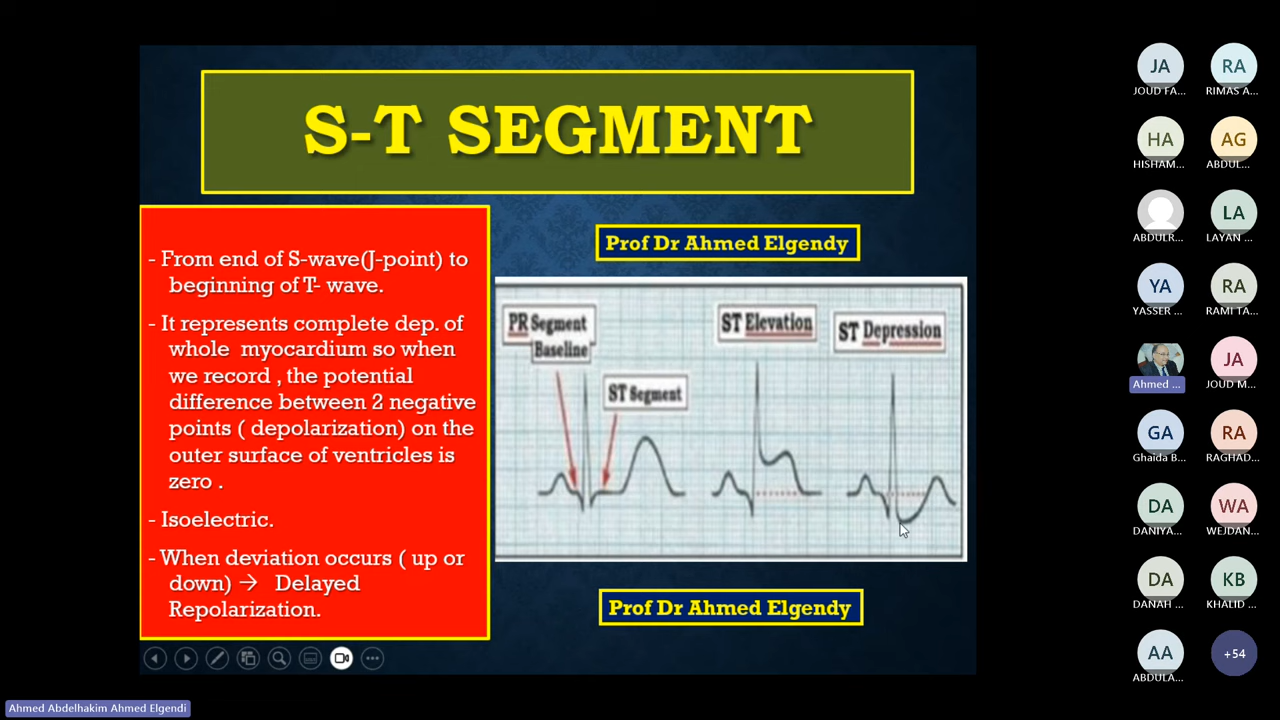 S-T SEGMENT
- From end of S-wave(J-point) to
beginning of T- wave.
- It represents complete dep. of
whole myocardium so when
we record , the potential
difference between 2 negative
points ( depolarization) on the
outer surface of ventricles is
zero .
- Isoelectric.
- When deviation occurs ( up or
down) → Delayed
Repolarization.
Prof Dr Ahmed Elgendy
PR Segment
"Baseline"
ST Segment
ST Elevation
ST Depression
Prof Dr Ahmed Elgendy
JA
JOUD FA...
RA
RIMAS A...
HA
HISHAM...
AG
ABDUL...
ABDULR...
LA
LAYAN ...
YA
YASSER ...
RA
RAMI TA...
Ahmed ...
JA
JOUD M...
GA
Ghaida B...
RA
RAGHAD...
DA
DANIYA...
WA
WEJDAN...
DA
DANAH ...
KB
KHALID ...
AA
ABDULA...
+54
Ahmed Abdelhakim Ahmed Elgendi